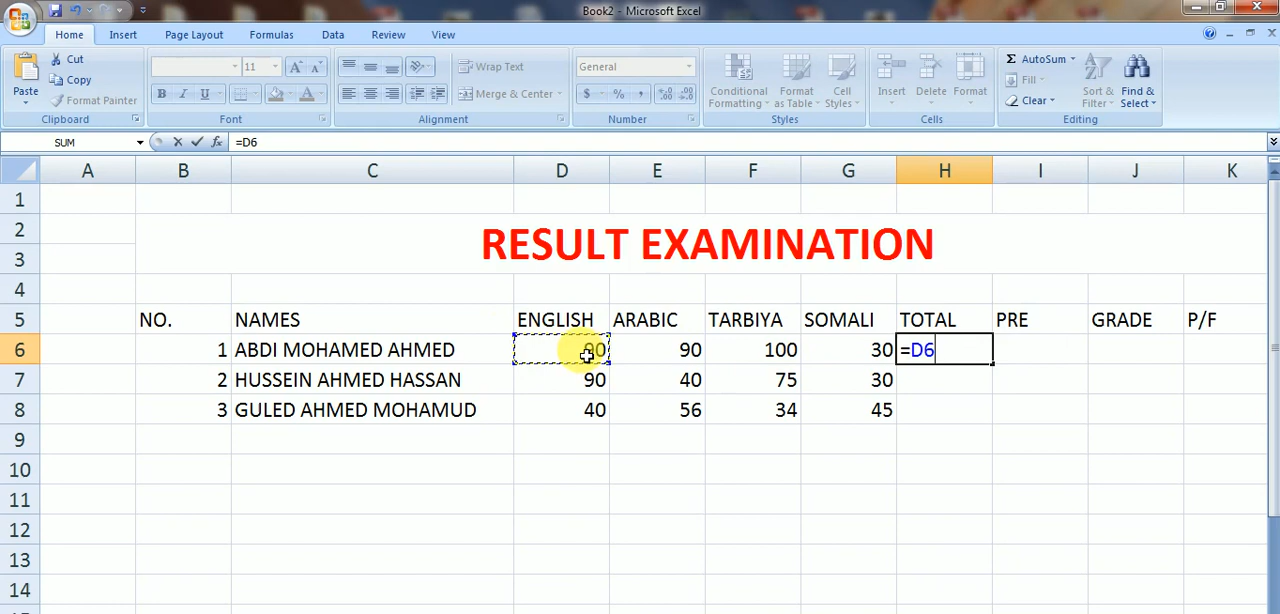 Book2 - Microsoft Excel
Home Insert Page Layout Formulas Data Review View
Paste
Cut
Copy
Format Painter
Clipboard
11 A A
B I U A
Font
Wrap Text
Merge & Center
Alignment
General
$ % ,
Number
Conditional Formatting
Format as Table
Cell Styles
Styles
Insert Delete Format
Cells
Σ AutoSum
Fill
Clear
Sort & Filter
Find & Select
Editing
SUM fx =D6
A B C D E F G H I J K
1
2
RESULT EXAMINATION
3
4
5 NO. NAMES ENGLISH ARABIC TARBIYA SOMALI TOTAL PRE GRADE P/F
6 1 ABDI MOHAMED AHMED 90 100 30 =D6
7 2 HUSSEIN AHMED HASSAN 90 40 75 30
8 3 GULED AHMED MOHAMUD 40 56 34 45
9
10
11
12
13
14